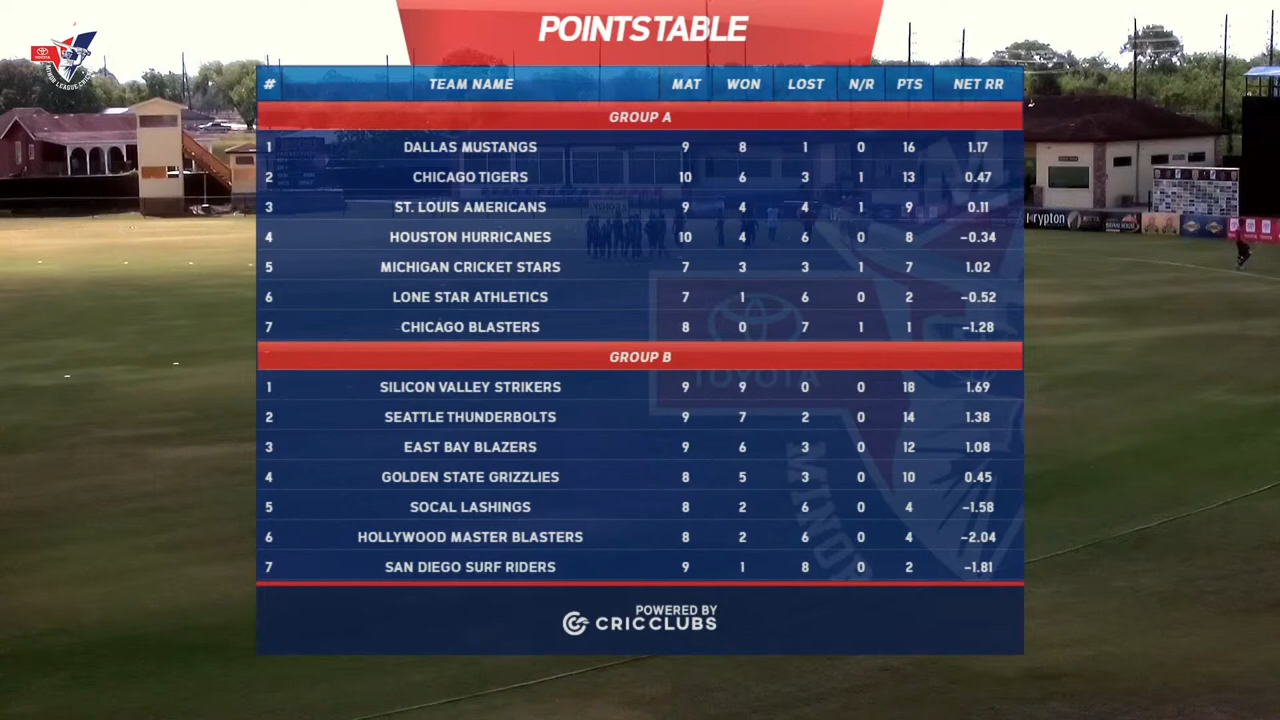 POINTSTABLE
# TEAM NAME MAT WON LOST N/R PTS NET RR
GROUP A
1 DALLAS MUSTANGS 9 8 1 0 16 1.17
2 CHICAGO TIGERS 10 6 3 1 13 0.47
3 ST. LOUIS AMERICANS 9 4 4 1 9 0.11
4 HOUSTON HURRICANES 10 4 6 0 8 -0.34
5 MICHIGAN CRICKET STARS 7 3 3 1 7 1.02
6 LONE STAR ATHLETICS 7 1 6 0 2 -0.52
7 CHICAGO BLASTERS 8 0 7 1 1 -1.28
GROUP B
1 SILICON VALLEY STRIKERS 9 9 0 0 18 1.69
2 SEATTLE THUNDERBOLTS 9 7 2 0 14 1.38
3 EAST BAY BLAZERS 9 6 3 0 12 1.08
4 GOLDEN STATE GRIZZLIES 8 5 3 0 10 0.45
5 SOCAL LASHINGS 8 2 6 0 4 -1.58
6 HOLLYWOOD MASTER BLASTERS 8 2 6 0 4 -2.04
7 SAN DIEGO SURF RIDERS 9 1 8 0 2 -1.81
POWERED BY
CRICCLUBS
TOYOTA
MINOR LEAGUE
TOYOTA
MINOR
krypton